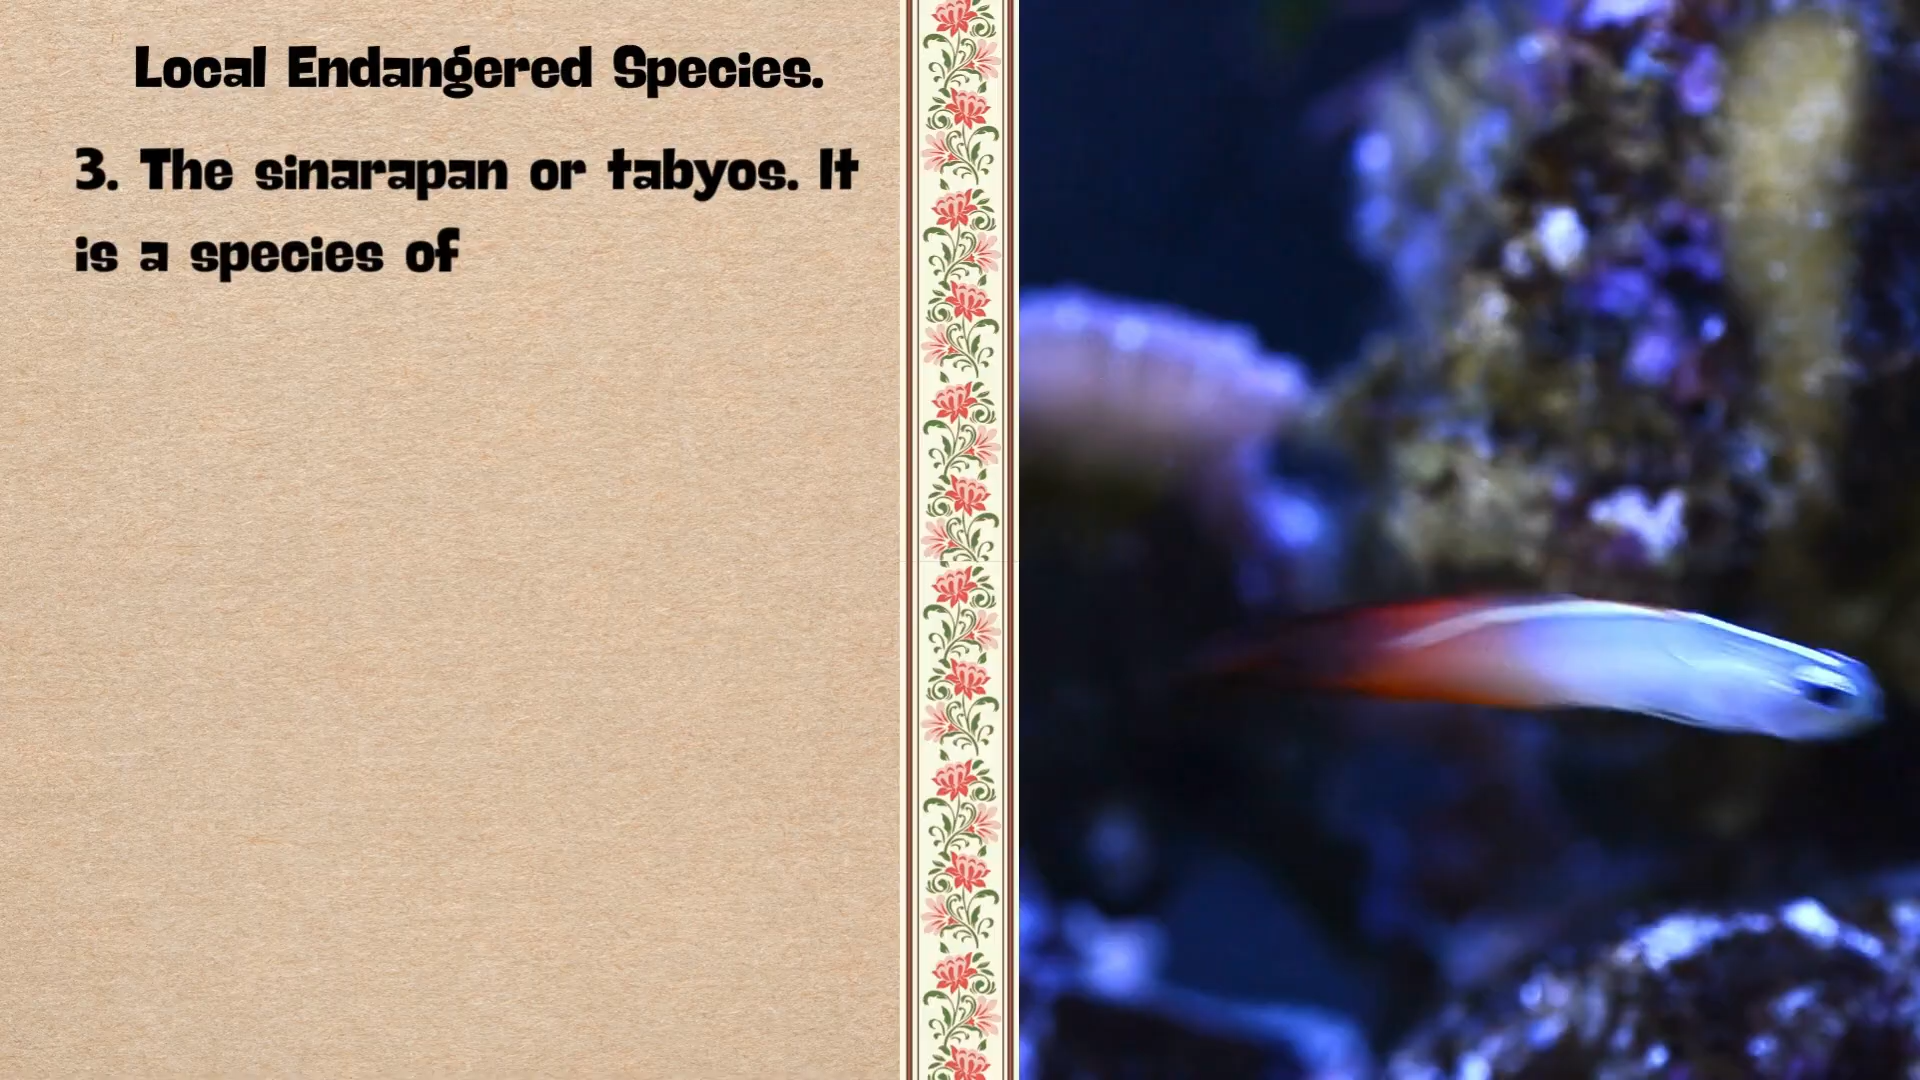 Local Endangered Species.
3. The sinarapan or tabyos. It
is a species of